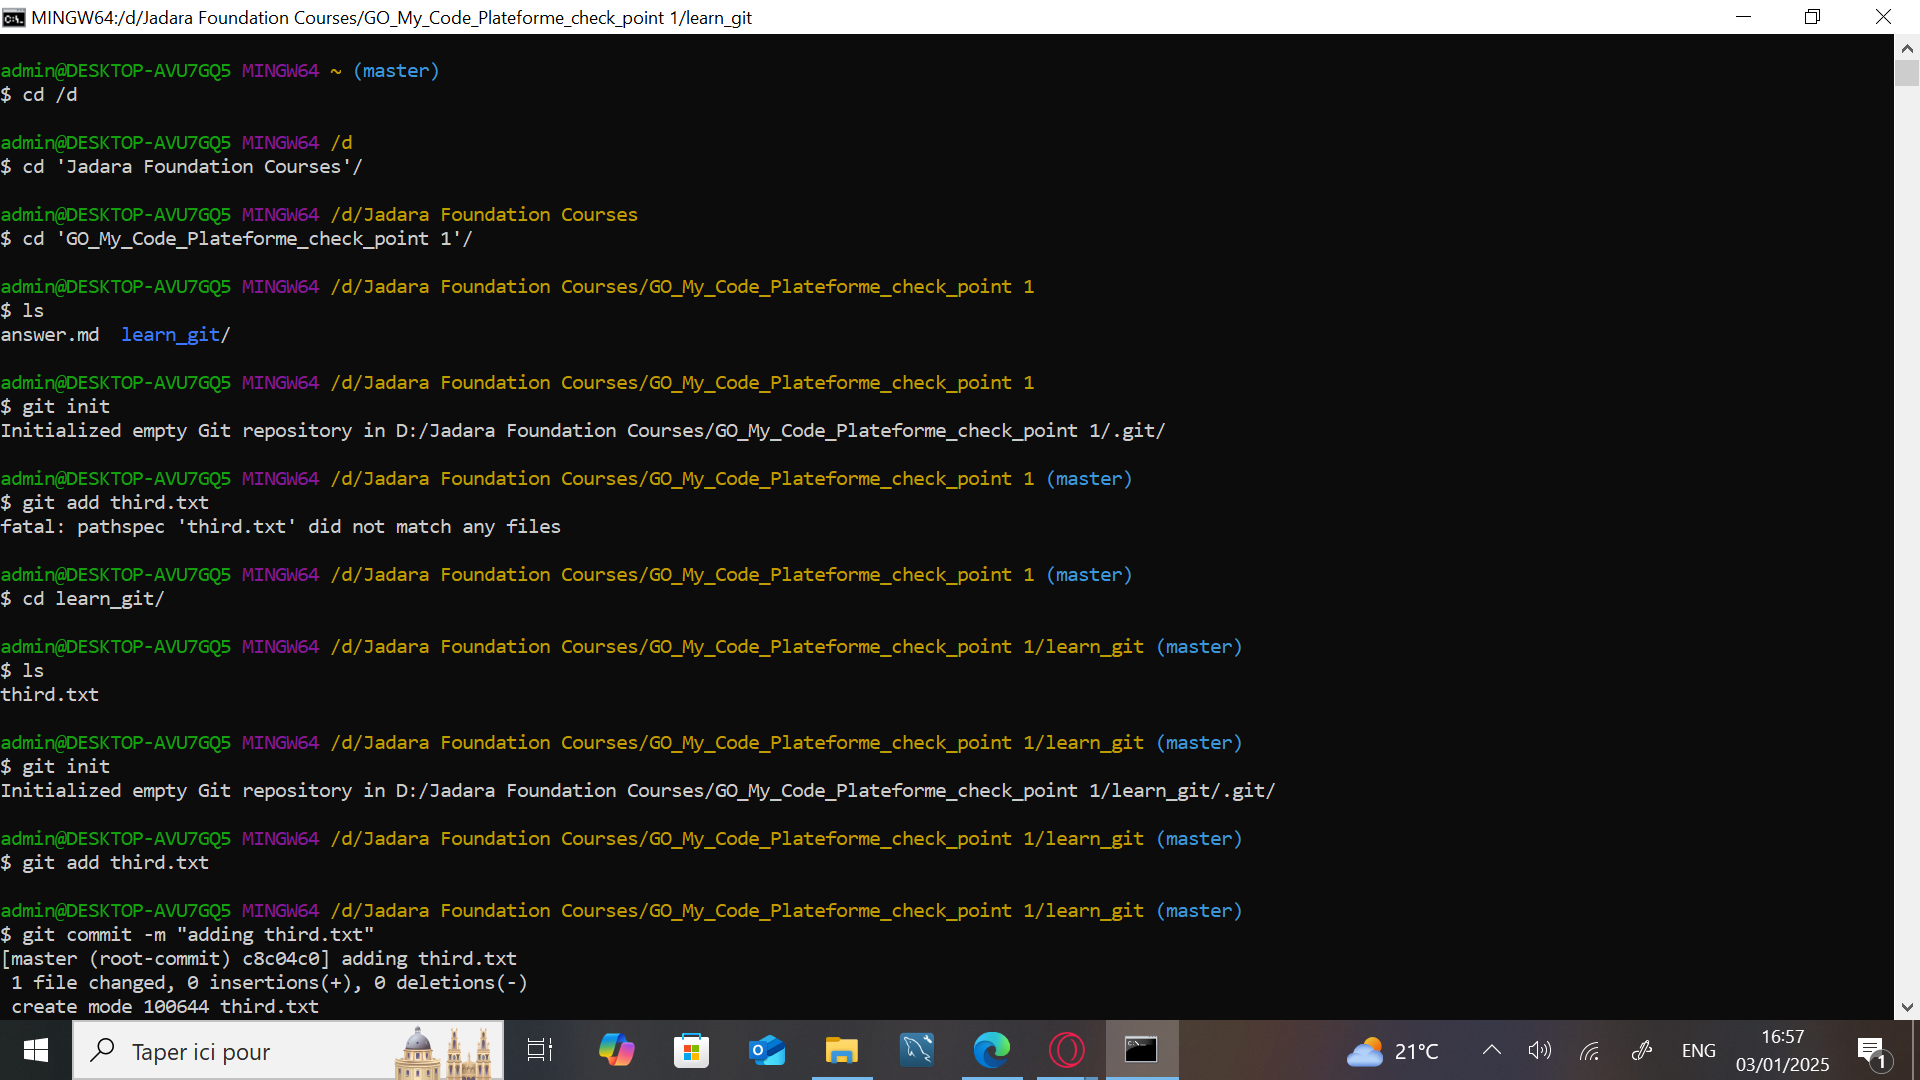 MINGW64:/d/Jadara Foundation Courses/GO_My_Code_Plateforme_check_point 1/learn_git
admin@DESKTOP-AVU7GQ5 MINGW64 ~ (master)
$ cd /d
admin@DESKTOP-AVU7GQ5 MINGW64 /d
$ cd 'Jadara Foundation Courses'/
admin@DESKTOP-AVU7GQ5 MINGW64 /d/Jadara Foundation Courses
$ cd 'GO_My_Code_Plateforme_check_point 1'/
admin@DESKTOP-AVU7GQ5 MINGW64 /d/Jadara Foundation Courses/GO_My_Code_Plateforme_check_point 1
$ ls
answer.md  learn_git/
admin@DESKTOP-AVU7GQ5 MINGW64 /d/Jadara Foundation Courses/GO_My_Code_Plateforme_check_point 1
$ git init
Initialized empty Git repository in D:/Jadara Foundation Courses/GO_My_Code_Plateforme_check_point 1/.git/
admin@DESKTOP-AVU7GQ5 MINGW64 /d/Jadara Foundation Courses/GO_My_Code_Plateforme_check_point 1 (master)
$ git add third.txt
fatal: pathspec 'third.txt' did not match any files
admin@DESKTOP-AVU7GQ5 MINGW64 /d/Jadara Foundation Courses/GO_My_Code_Plateforme_check_point 1 (master)
$ cd learn_git/
admin@DESKTOP-AVU7GQ5 MINGW64 /d/Jadara Foundation Courses/GO_My_Code_Plateforme_check_point 1/learn_git (master)
$ ls
third.txt
admin@DESKTOP-AVU7GQ5 MINGW64 /d/Jadara Foundation Courses/GO_My_Code_Plateforme_check_point 1/learn_git (master)
$ git init
Initialized empty Git repository in D:/Jadara Foundation Courses/GO_My_Code_Plateforme_check_point 1/learn_git/.git/
admin@DESKTOP-AVU7GQ5 MINGW64 /d/Jadara Foundation Courses/GO_My_Code_Plateforme_check_point 1/learn_git (master)
$ git add third.txt
admin@DESKTOP-AVU7GQ5 MINGW64 /d/Jadara Foundation Courses/GO_My_Code_Plateforme_check_point 1/learn_git (master)
$ git commit -m "adding third.txt"
[master (root-commit) c8c04c0] adding third.txt
 1 file changed, 0 insertions(+), 0 deletions(-)
 create mode 100644 third.txt
Taper ici pour
21°C
ENG
16:57
03/01/2025
1